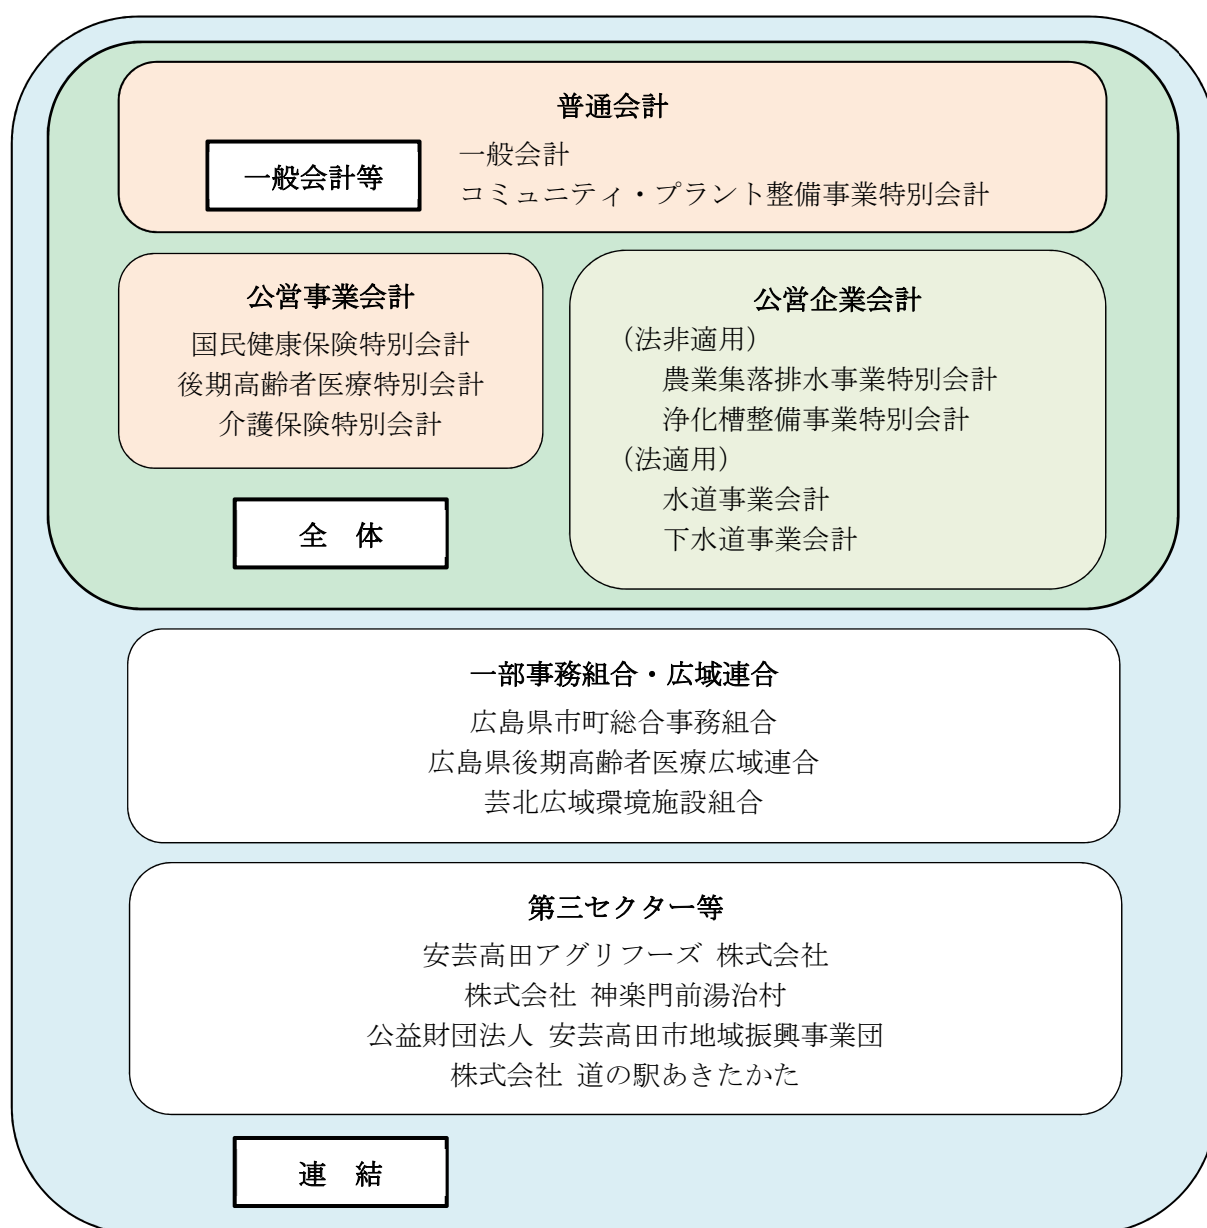 普通会計
一般会計等
一般会計
コミュニティ・プラント整備事業特別会計
公営事業会計
国民健康保険特別会計
後期高齢者医療特別会計
介護保険特別会計
公営企業会計
（法非適用）
農業集落排水事業特別会計
浄化槽整備事業特別会計
（法適用）
水道事業会計
下水道事業会計
全 体
一部事務組合・広域連合
広島県市町総合事務組合
広島県後期高齢者医療広域連合
芸北広域環境施設組合
第三セクター等
安芸高田アグリフーズ 株式会社
株式会社 神楽門前湯治村
公益財団法人 安芸高田市地域振興事業団
株式会社 道の駅あきたかた
連 結